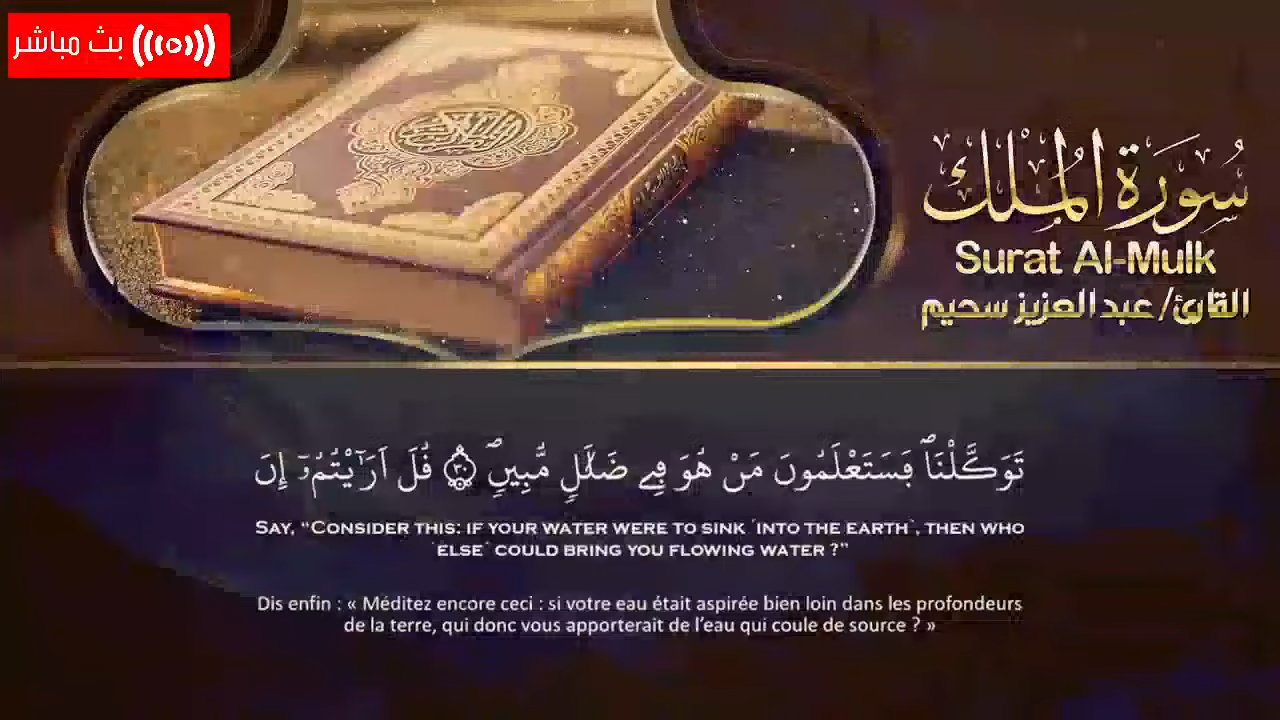 بث مباشر
سُورَةُ المُلْك
Surat Al-Mulk
القارئ/عبدالعزيز سحيم
تَوَكَّلْنَاۖ فَسَتَعْلَمُونَ مَنْ هُوَ فِے ضَلَٰلٖ مُّبِينٖۖ ۝٣٠ قُلَ اَرَٰٓيْتُمُۥٓ إِنَ
SAY, “CONSIDER THIS: IF YOUR WATER WERE TO SINK ˹INTO THE EARTH˺, THEN WHO
˹ELSE˺ COULD BRING YOU FLOWING WATER ?”
Dis enfin : « Méditez encore ceci : si votre eau était aspirée bien loin dans les profondeurs
de la terre, qui donc vous apporterait de l’eau qui coule de source ? »